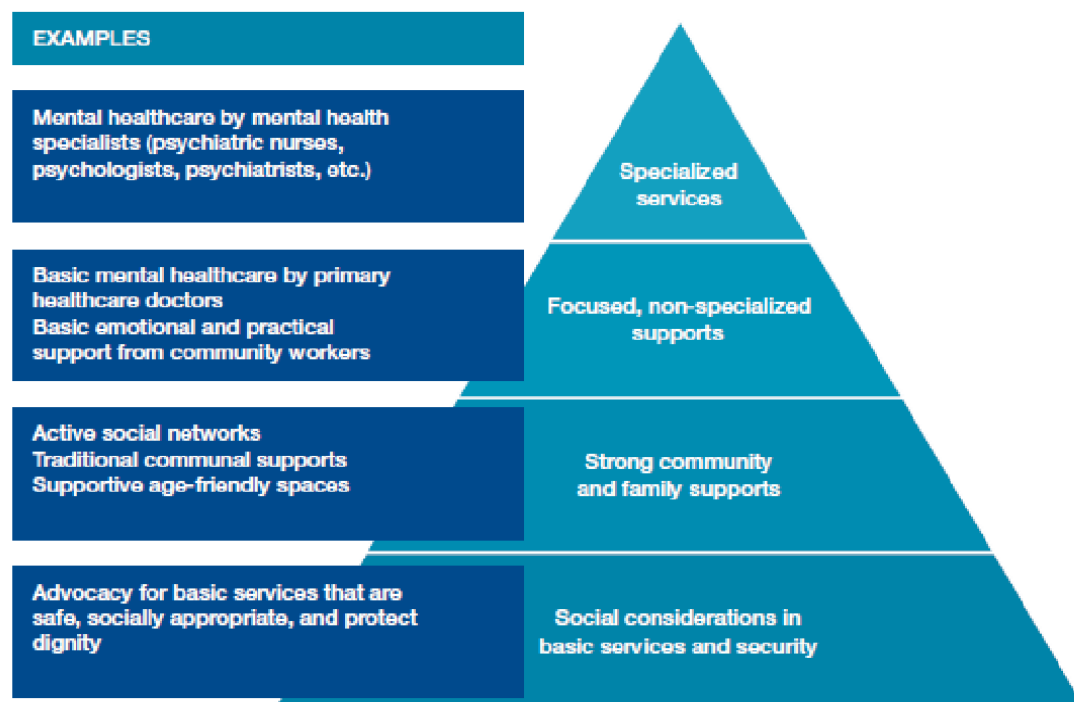 EXAMPLES
Mental healthcare by mental health
specialists (psychiatric nurses,
psychologists, psychiatrists, etc.)
Specialized
services
Basic mental healthcare by primary
healthcare doctors
Basic emotional and practical
support from community workers
Focused, non-specialized
supports
Active social networks
Traditional communal supports
Supportive age-friendly spaces
Strong community
and family supports
Advocacy for basic services that are
safe, socially appropriate, and protect
dignity
Social considerations in
basic services and security